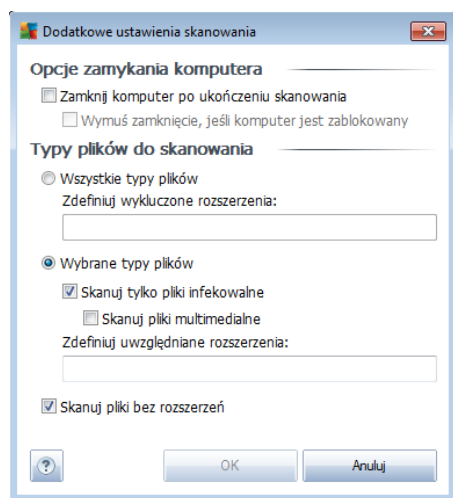 Dodatkowe ustawienia skanowania
Opcje zamykania komputera
Zamknij komputer po ukończeniu skanowania
Wymuś zamknięcie, jeśli komputer jest zablokowany
Typy plików do skanowania
Wszystkie typy plików
Zdefiniuj wykluczone rozszerzenia:
Wybrane typy plików
Skanuj tylko pliki infekowalne
Skanuj pliki multimedialne
Zdefiniuj uwzględniane rozszerzenia:
Skanuj pliki bez rozszerzeń
? OK Anuluj